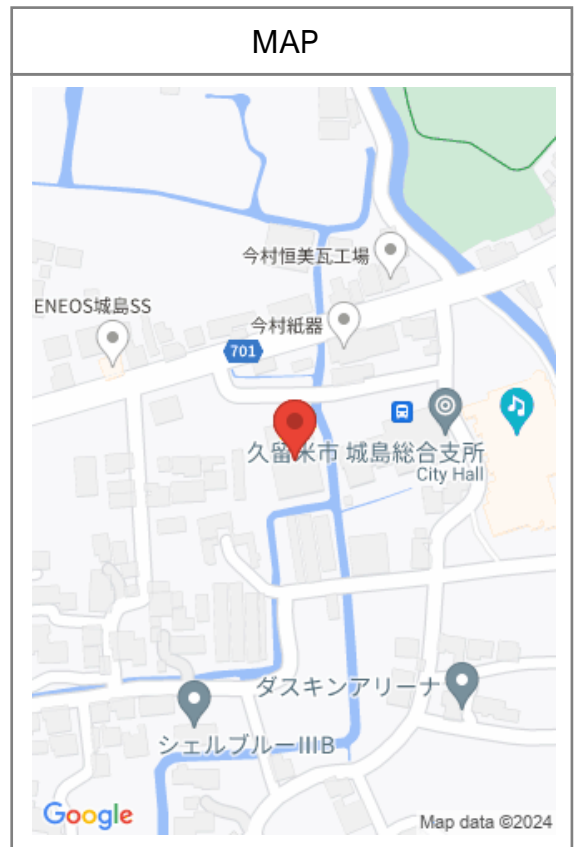 MAP
今村恒美瓦工場
ENEOS城島SS
今村紙器
701
久留米市 城島総合支所
City Hall
ダスキンアリーナ
シェルブルーIIIB
Google
Map data ©2024